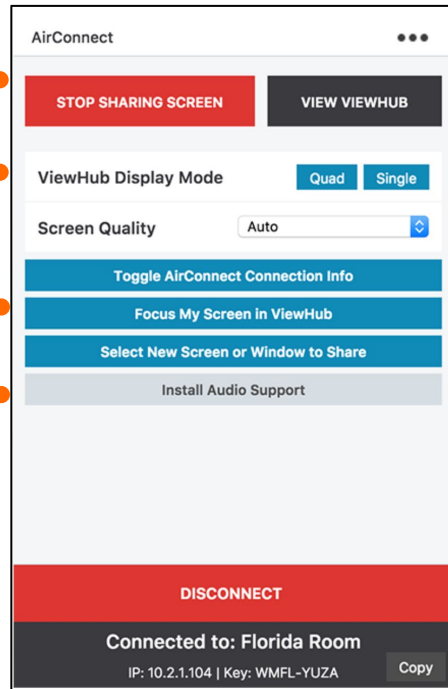 AirConnect
STOP SHARING SCREEN
VIEW VIEWHUB
ViewHub Display Mode
Quad
Single
Screen Quality
Auto
Toggle AirConnect Connection Info
Focus My Screen in ViewHub
Select New Screen or Window to Share
Install Audio Support
DISCONNECT
Connected to: Florida Room
IP: 10.2.1.104 | Key: WMFL-YUZA
Copy